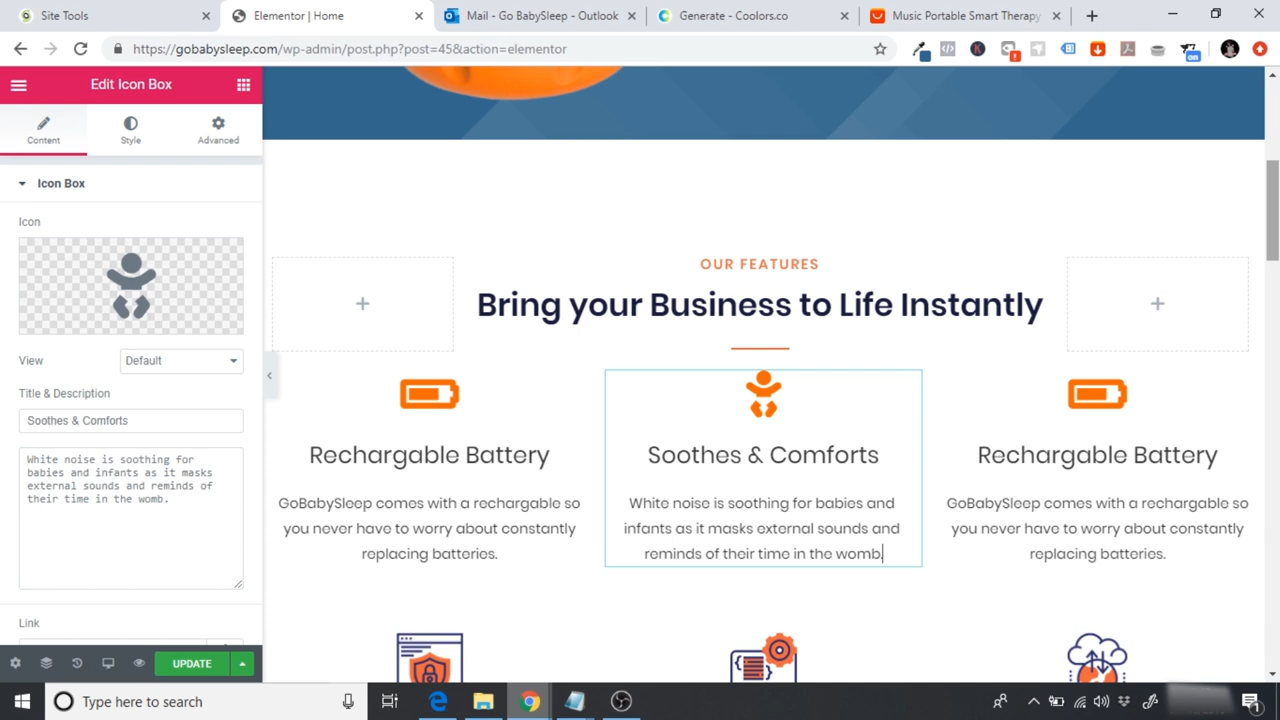 Site Tools
Elementor | Home
Mail - Go BabySleep - Outlook
Generate - Coolors.co
Music Portable Smart Therapy
https://gobabysleep.com/wp-admin/post.php?post=45&action=elementor
on
Edit Icon Box
Content
Style
Advanced
Icon Box
Icon
View
Default
Title & Description
Soothes & Comforts
White noise is soothing for
babies and infants as it masks
external sounds and reminds of
their time in the womb.
Link
UPDATE
OUR FEATURES
Bring your Business to Life Instantly
Rechargable Battery
GoBabySleep comes with a rechargable so
you never have to worry about constantly
replacing batteries.
Soothes & Comforts
White noise is soothing for babies and
infants as it masks external sounds and
reminds of their time in the womb.
Rechargable Battery
GoBabySleep comes with a rechargable so
you never have to worry about constantly
replacing batteries.
Type here to search
1